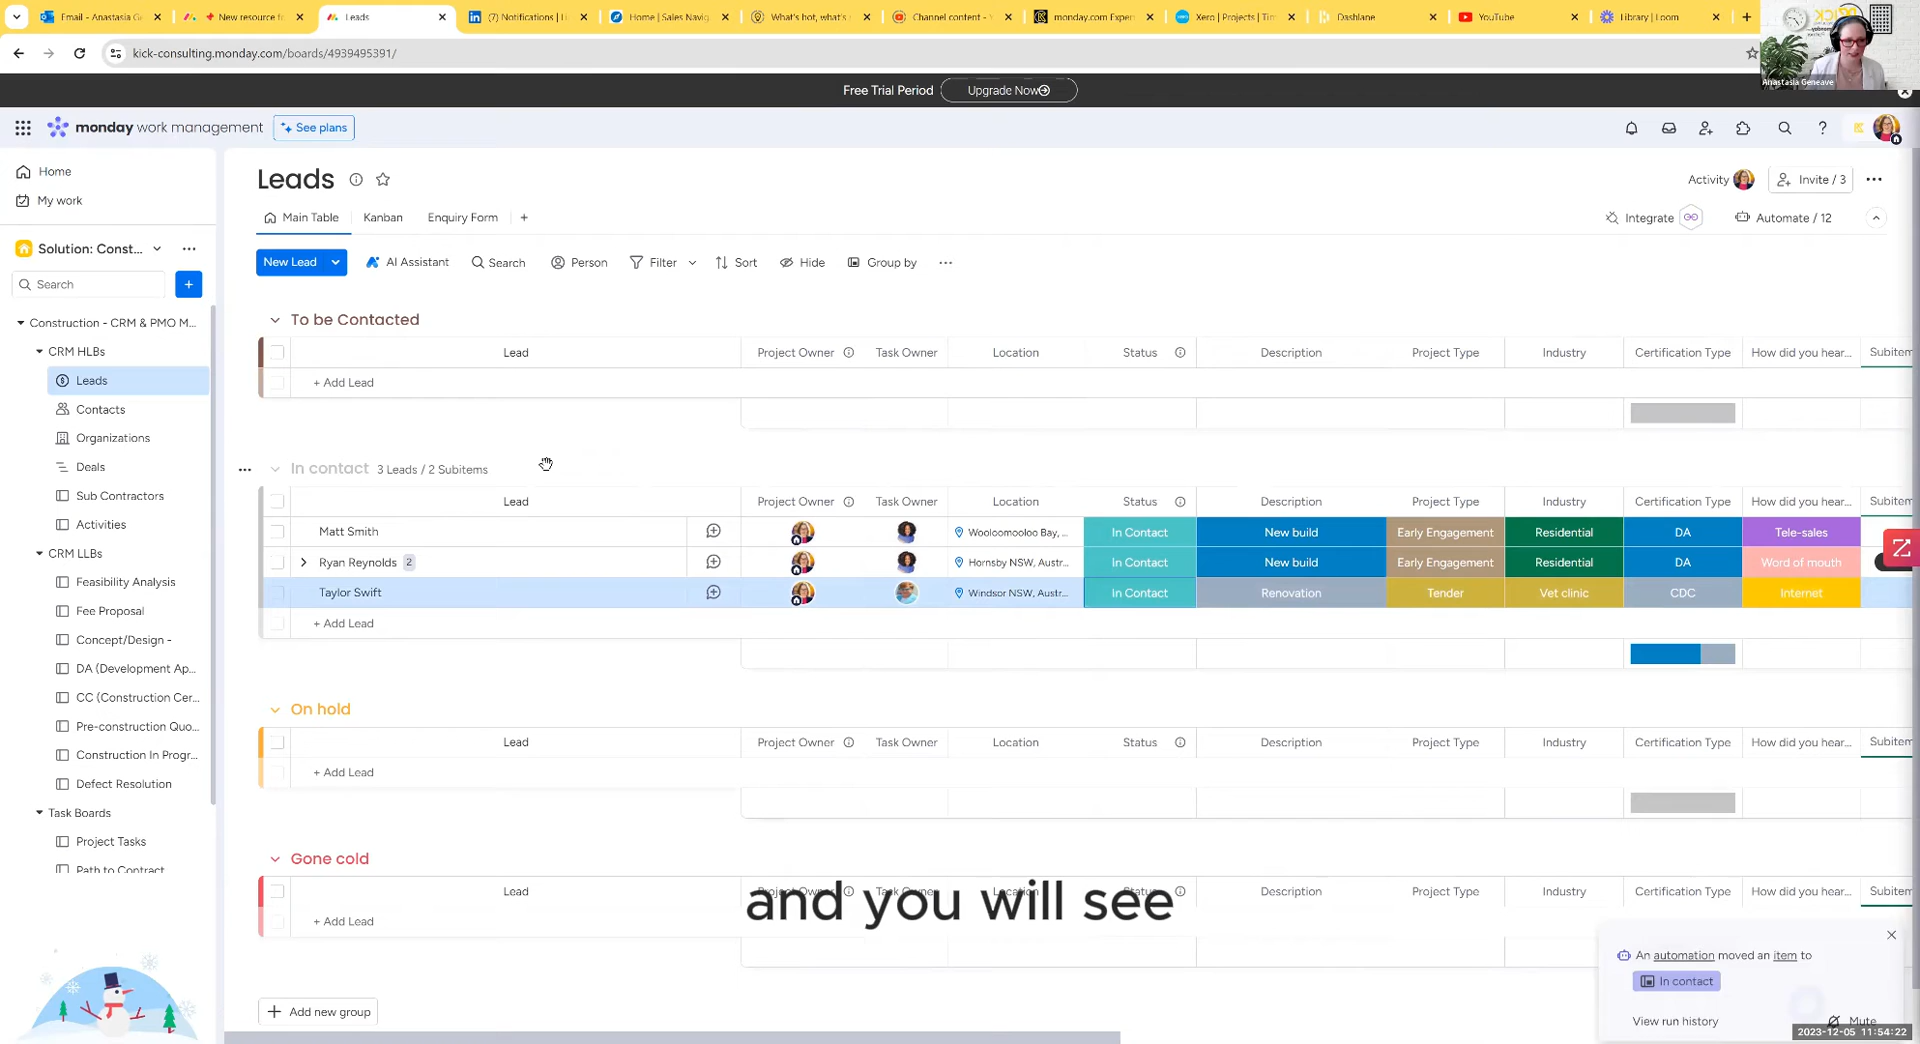 Email - Anastasia Ge
New resource f
Leads
(7) Notifications | L
Home | Sales Navig
What's hot, what's
Channel content -
monday.com Exper
Xero | Projects | Tim
Dashlane
YouTube
Library | Loom
kick-consulting.monday.com/boards/4939495391/
Anastasia Geneave
Free Trial Period
Upgrade Now
monday work management
See plans
Home
My work
Leads
Activity
Invite / 3
Main Table
Kanban
Enquiry Form
Integrate
Automate / 12
Solution: Const...
Search
New Lead
AI Assistant
Search
Person
Filter
Sort
Hide
Group by
Construction - CRM & PMO M...
CRM HLBs
Leads
Contacts
Organizations
Deals
Sub Contractors
Activities
CRM LLBs
Feasibility Analysis
Fee Proposal
Concept/Design -
DA (Development Ap...
CC (Construction Cer...
Pre-construction Quo...
Construction In Progr...
Defect Resolution
Task Boards
Project Tasks
Path to Contract
To be Contacted
Lead Project Owner Task Owner Location Status Description Project Type Industry Certification Type How did you hear... Subitem
+ Add Lead
In contact 3 Leads / 2 Subitems
Lead Project Owner Task Owner Location Status Description Project Type Industry Certification Type How did you hear... Subitem
Matt Smith Wooloomooloo Bay, ... In Contact New build Early Engagement Residential DA Tele-sales
Ryan Reynolds 2 Hornsby NSW, Austr... In Contact New build Early Engagement Residential DA Word of mouth
Taylor Swift Windsor NSW, Austr... In Contact Renovation Tender Vet clinic CDC Internet
+ Add Lead
On hold
Lead Project Owner Task Owner Location Status Description Project Type Industry Certification Type How did you hear... Subitem
+ Add Lead
Gone cold
Lead Project Owner Task Owner Location Status Description Project Type Industry Certification Type How did you hear... Subitem
and you will see
+ Add Lead
+ Add new group
An automation moved an item to
In contact
View run history
Mute
2023-12-05 11:54:22